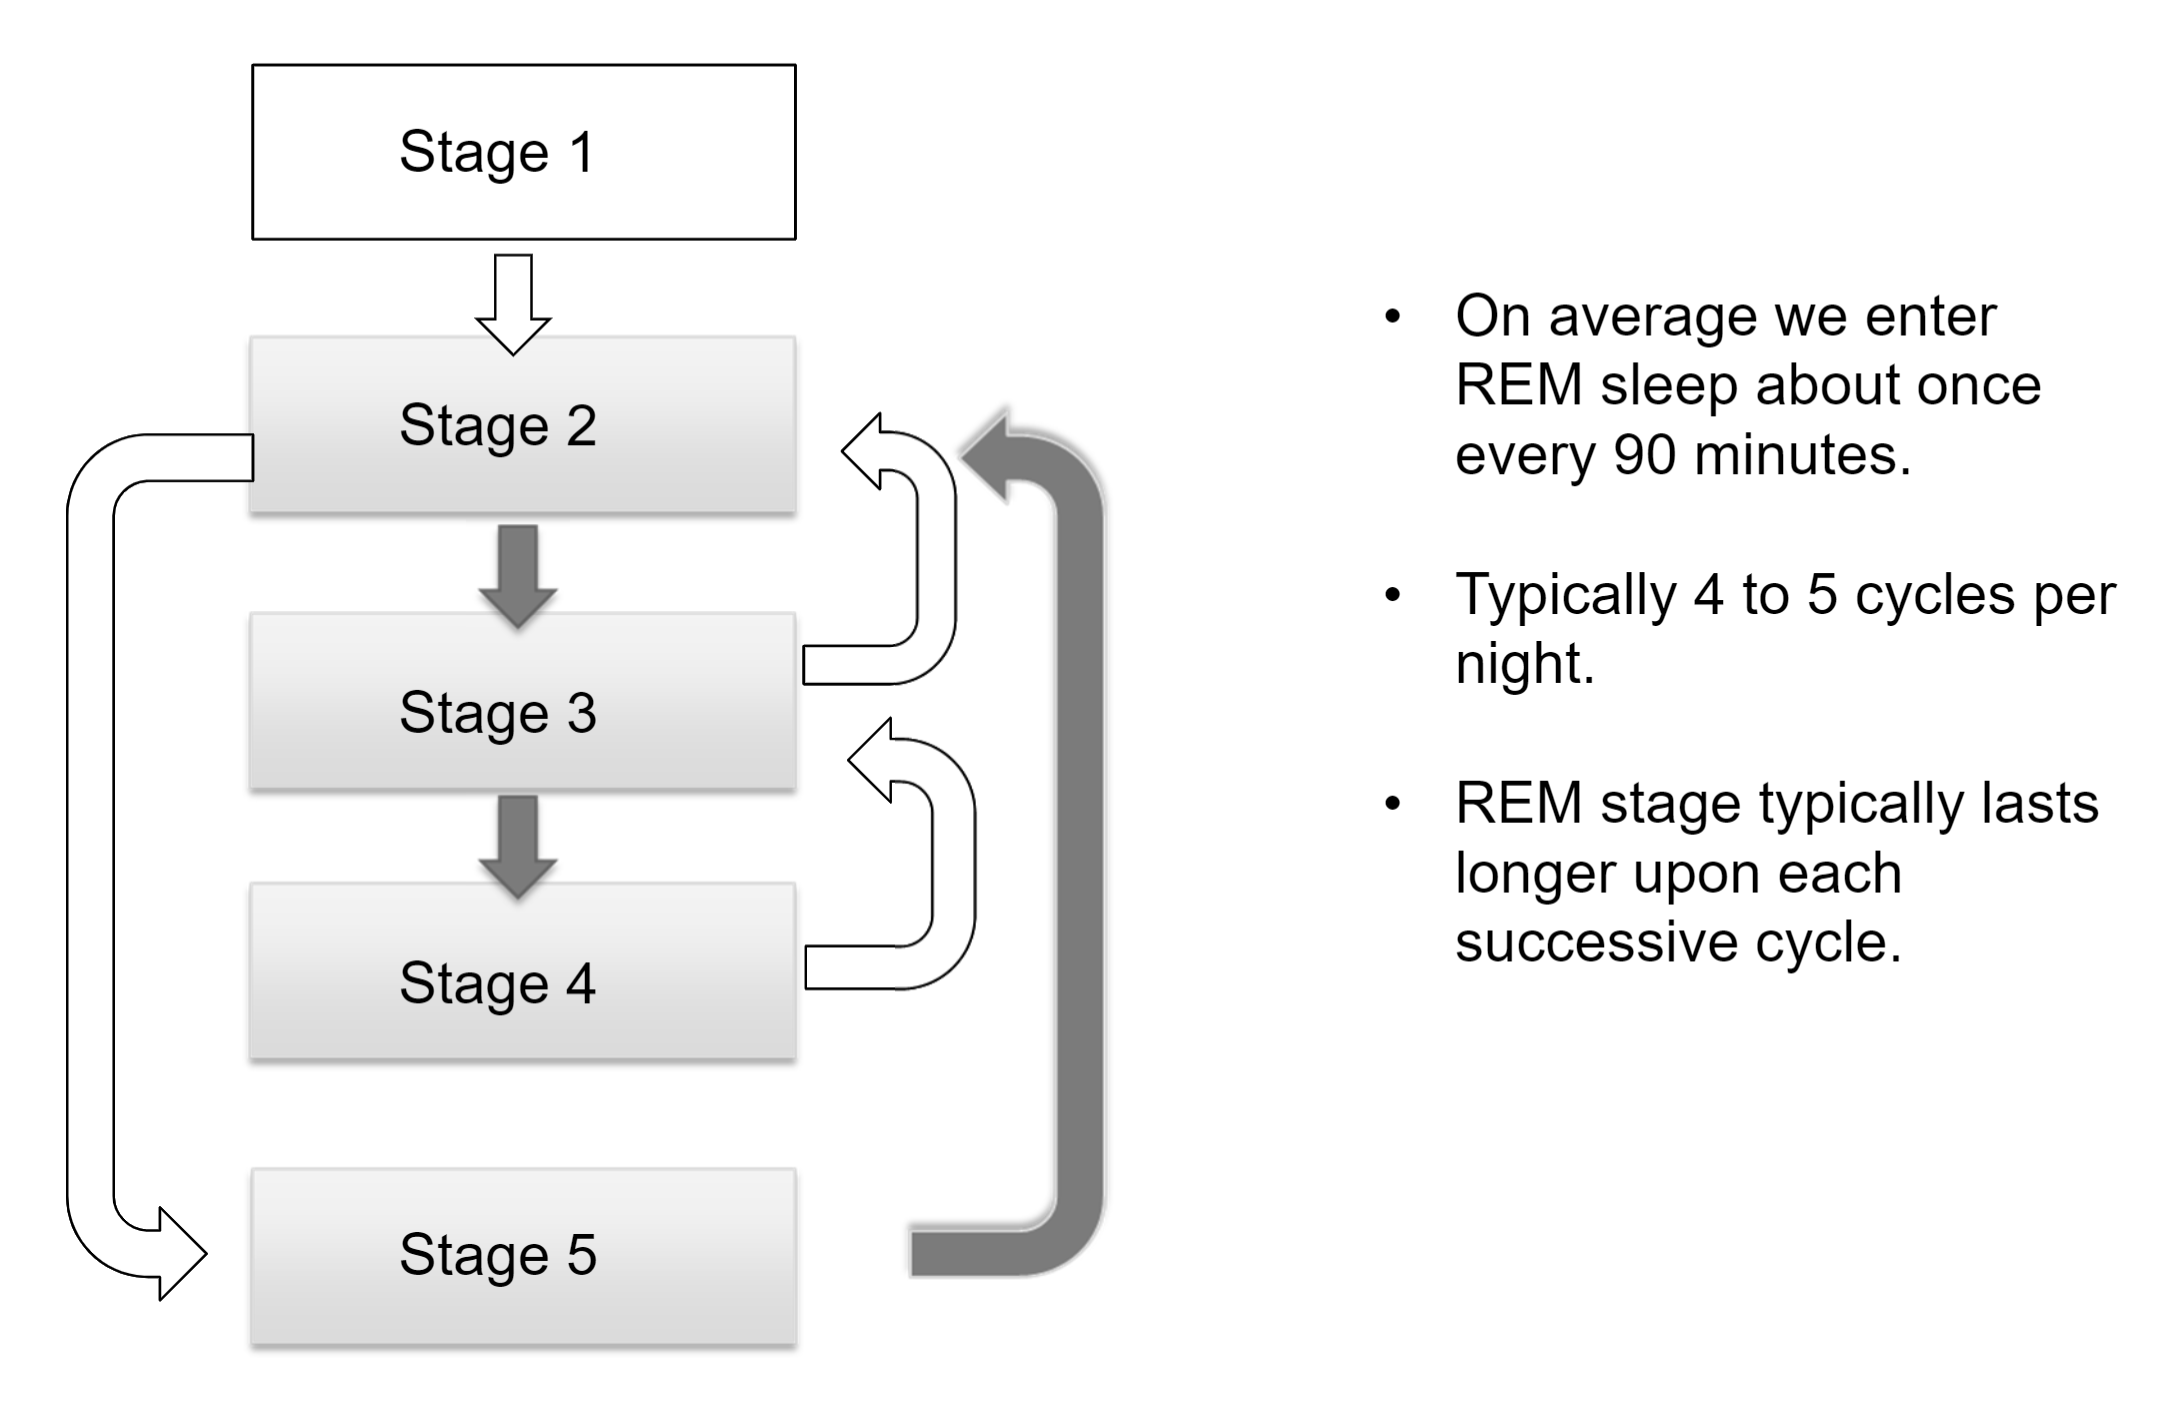 Stage 1
Stage 2
Stage 3
Stage 4
Stage 5
• On average we enter
REM sleep about once
every 90 minutes.
• Typically 4 to 5 cycles per
night.
• REM stage typically lasts
longer upon each
successive cycle.